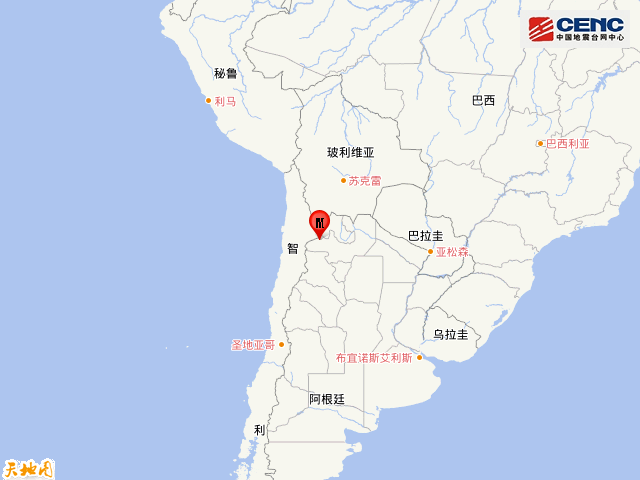 CENC
中国地震台网中心
秘鲁
利马
巴西
巴西利亚
玻利维亚
苏克雷
M
巴拉圭
亚松森
智
乌拉圭
圣地亚哥
布宜诺斯艾利斯
阿根廷
利
天地图